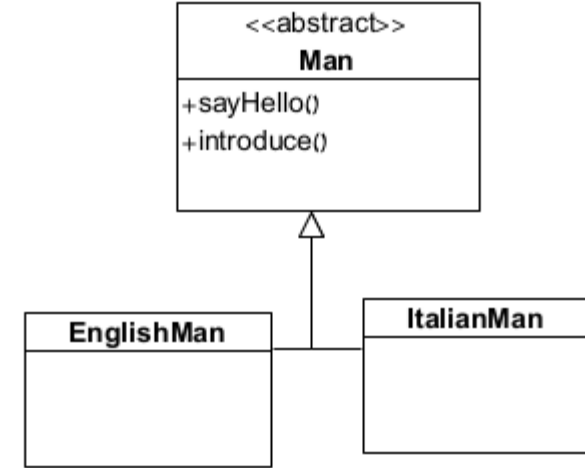 <<abstract>>
Man
+sayHello()
+introduce()
EnglishMan
ItalianMan